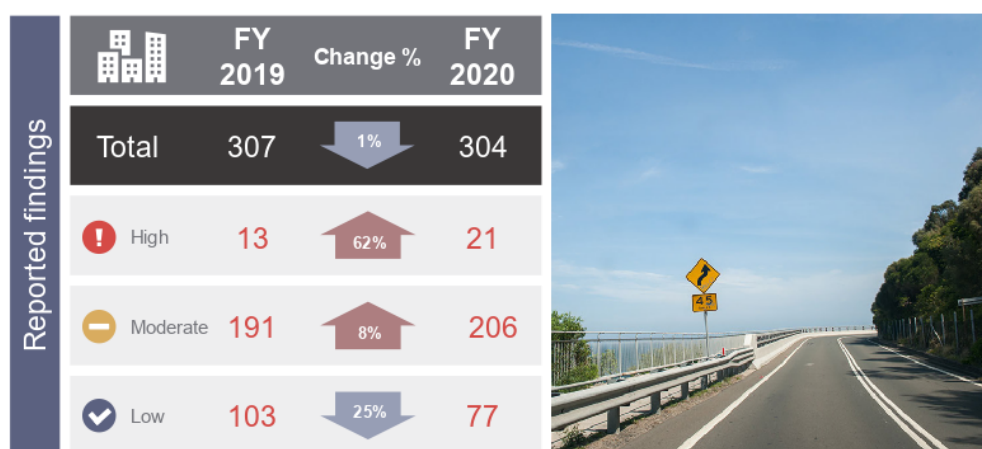 Reported findings
FY
2019
Change %
FY
2020
Total 307 1% 304
High 13 62% 21
Moderate 191 8% 206
Low 103 25% 77
45